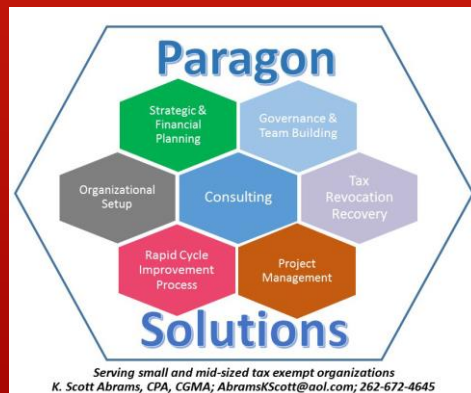 Paragon
Strategic &
Financial
Planning
Governance &
Team Building
Organizational
Setup
Consulting
Tax
Revocation
Recovery
Rapid Cycle
Improvement
Process
Project
Management
Solutions
Serving small and mid-sized tax exempt organizations
K. Scott Abrams, CPA, CGMA; AbramsKScott@aol.com; 262-672-4645